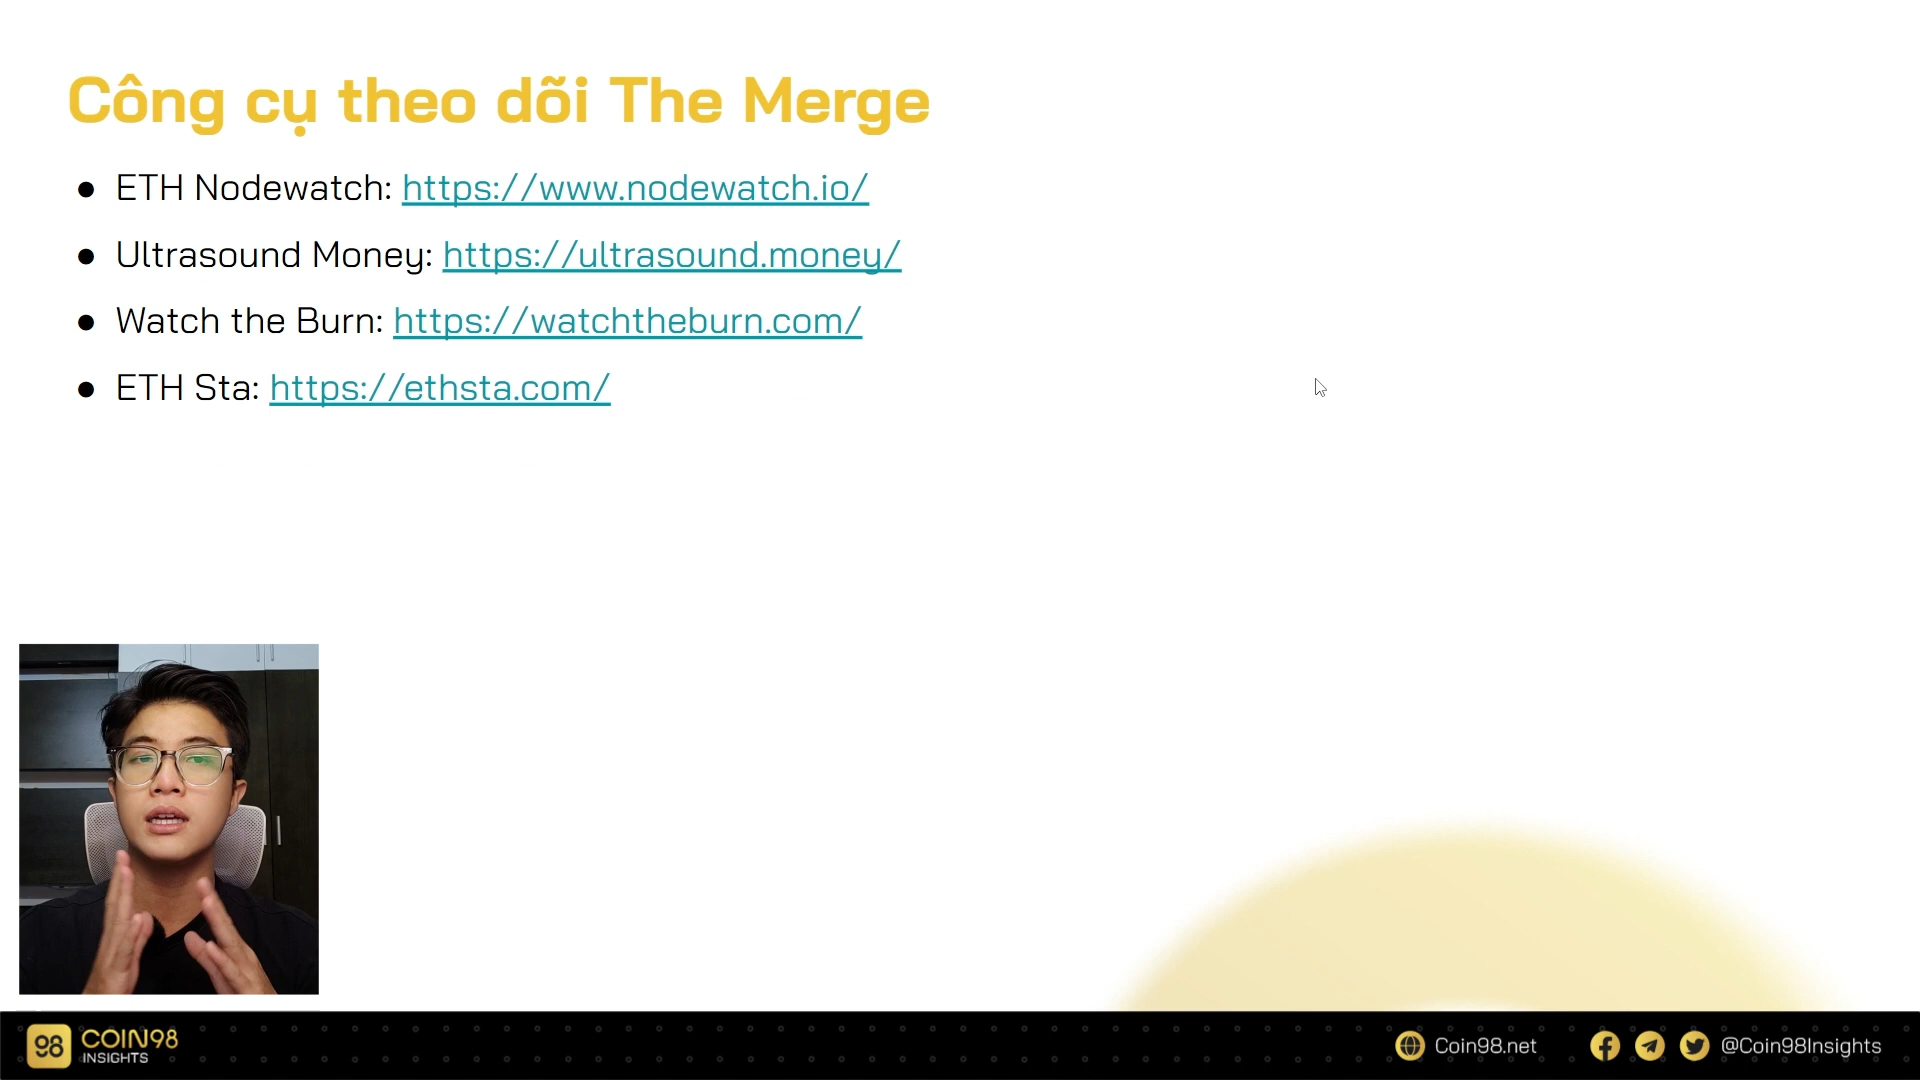 Công cụ theo dõi The Merge
● ETH Nodewatch: https://www.nodewatch.io/
● Ultrasound Money: https://ultrasound.money/
● Watch the Burn: https://watchtheburn.com/
● ETH Sta: https://ethsta.com/
98 COIN98
INSIGHTS
Coin98.net
@Coin98Insights